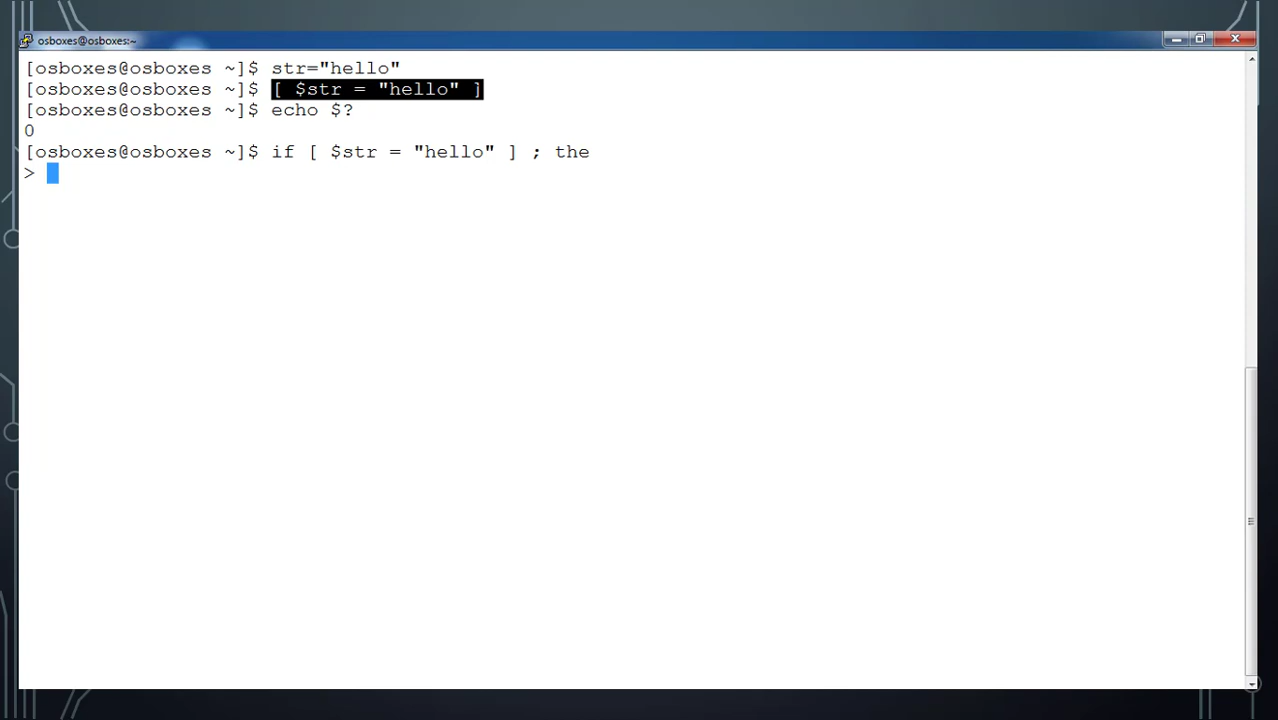 osboxes@osboxes:~
[osboxes@osboxes ~]$ str="hello"
[osboxes@osboxes ~]$ [ $str = "hello" ]
[osboxes@osboxes ~]$ echo $?
0
[osboxes@osboxes ~]$ if [ $str = "hello" ] ; the
>